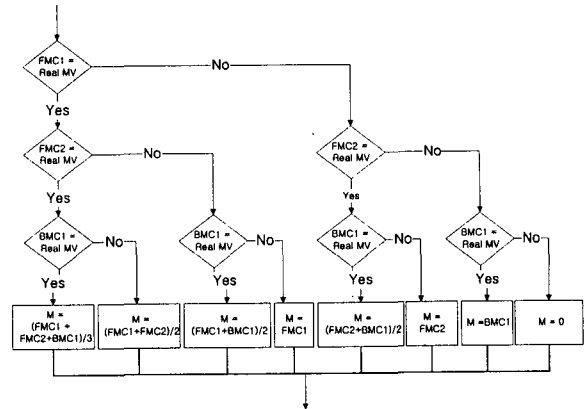 FMC1 =
Real MV
No
Yes
FMC2 =
Real MV
No
FMC2 =
Real MV
No
Yes
Yes
BMC1 =
Real MV
No
BMC1 =
Real MV
No
BMC1 =
Real MV
No
BMC1 =
Real MV
No
Yes
Yes
Yes
Yes
M =
(FMC1 +
FMC2+BMC1)/3
M =
(FMC1+FMC2)/2
M =
(FMC1+BMC1)/2
M =
FMC1
M =
(FMC2+BMC1)/2
M =
FMC2
M =BMC1
M = 0